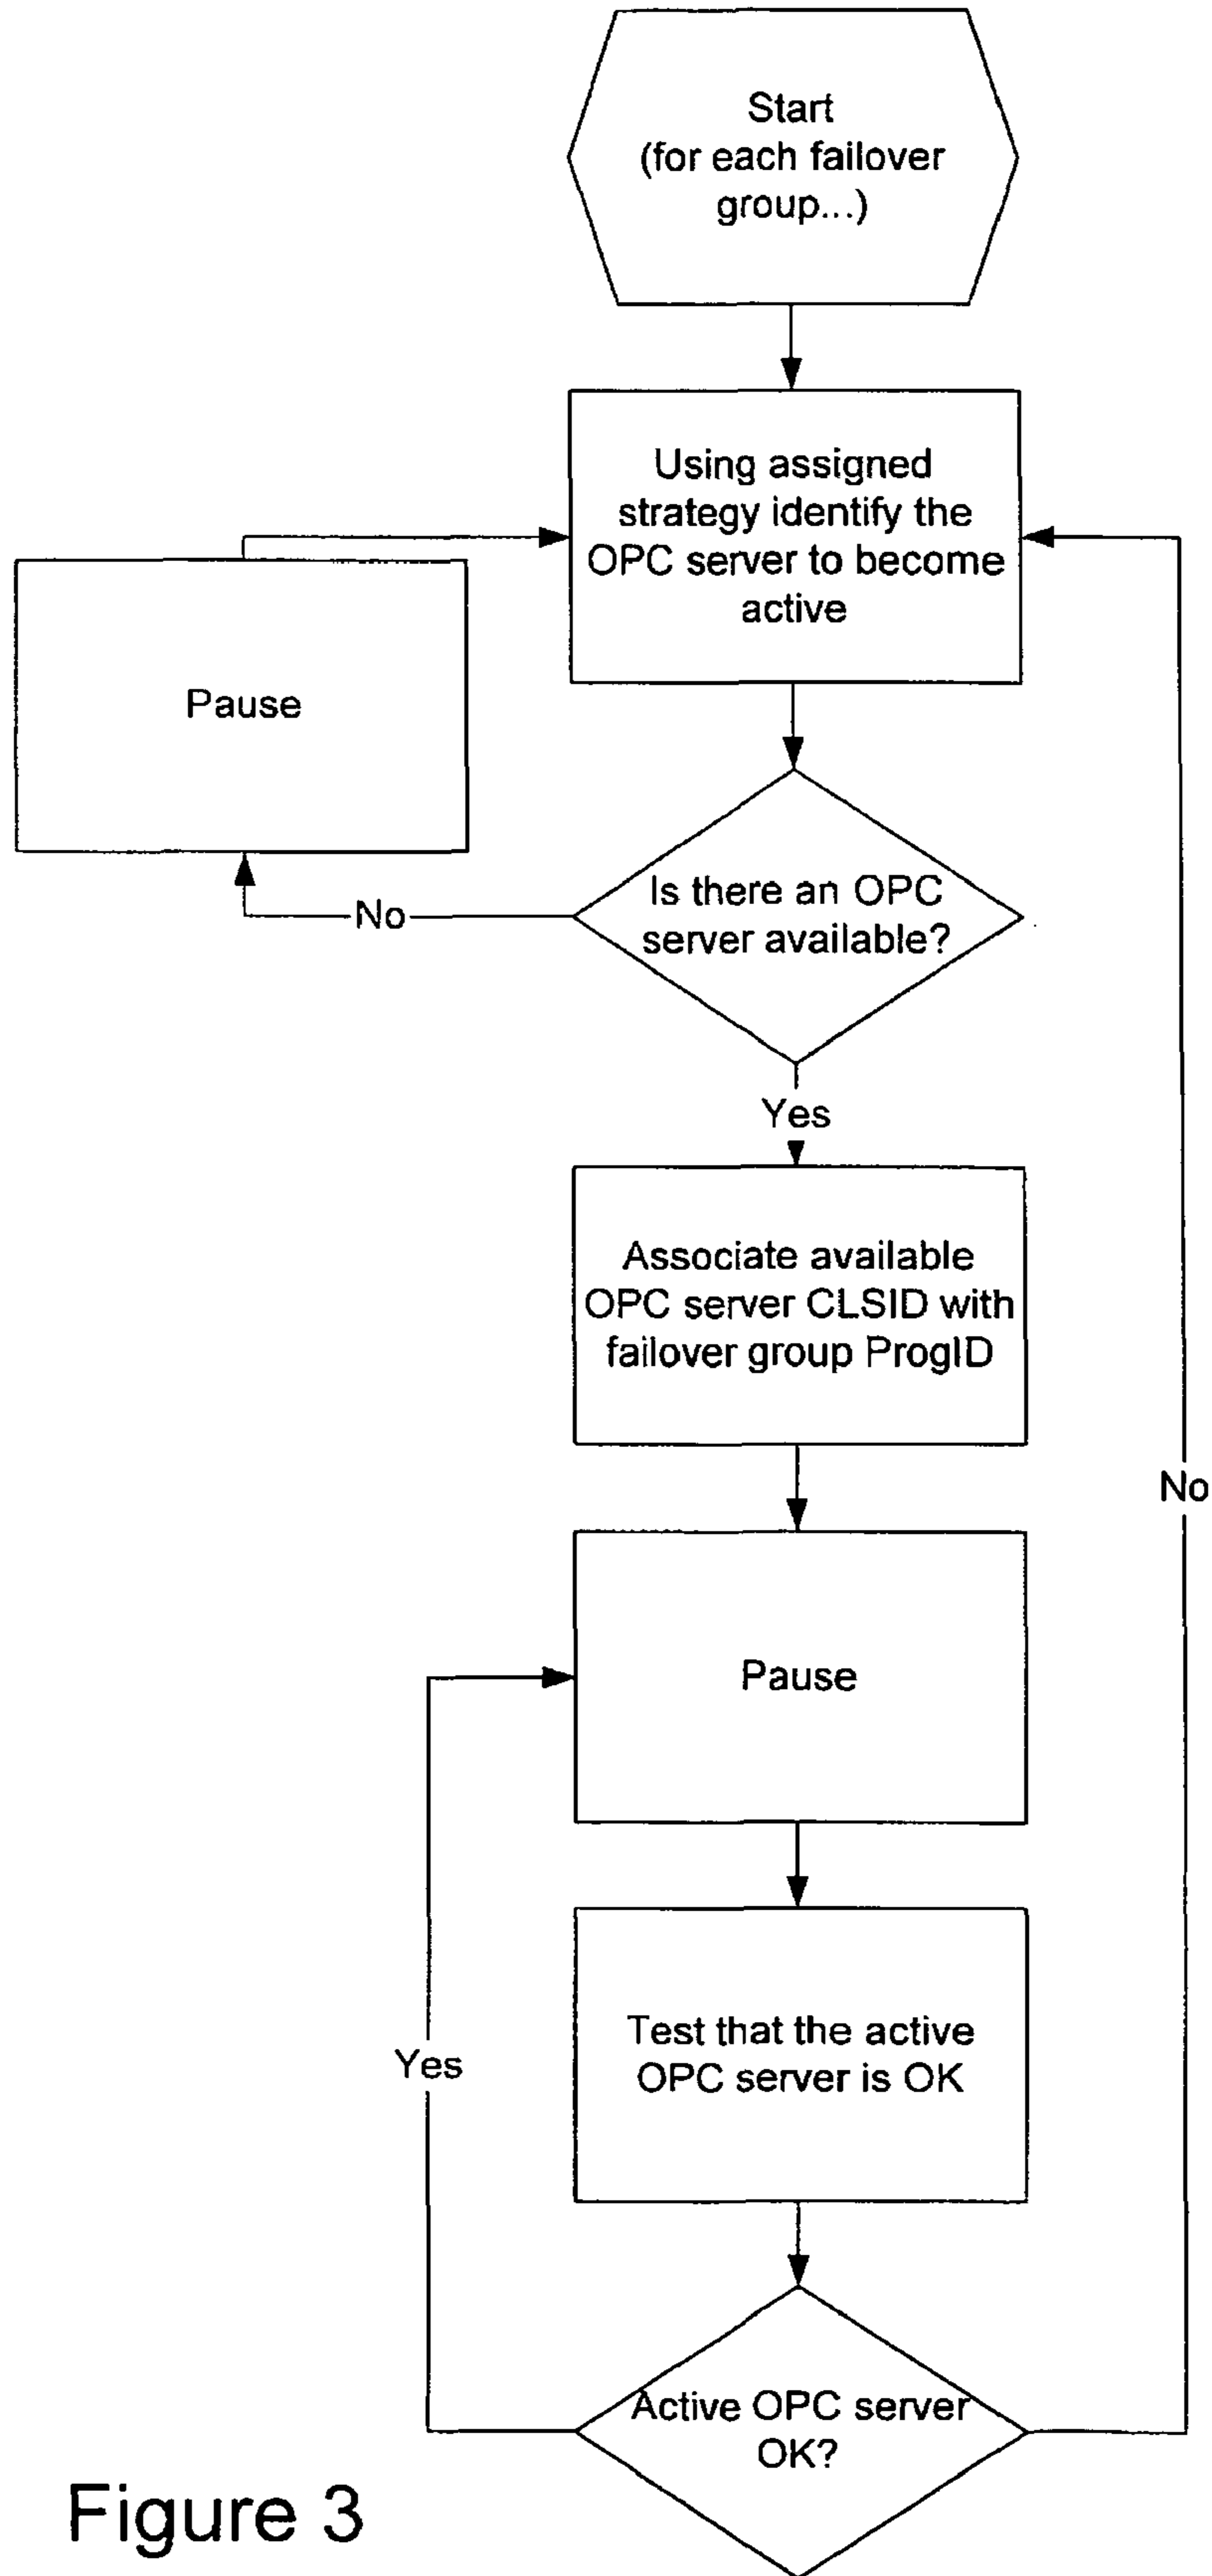 Start
(for each failover
group...)
Using assigned
strategy identify the
OPC server to become
active
Pause
Is there an OPC
server available?
No
Yes
Associate available
OPC server CLSID with
failover group ProgID
No
Pause
Test that the active
OPC server is OK
Yes
Active OPC server
OK?
Figure 3